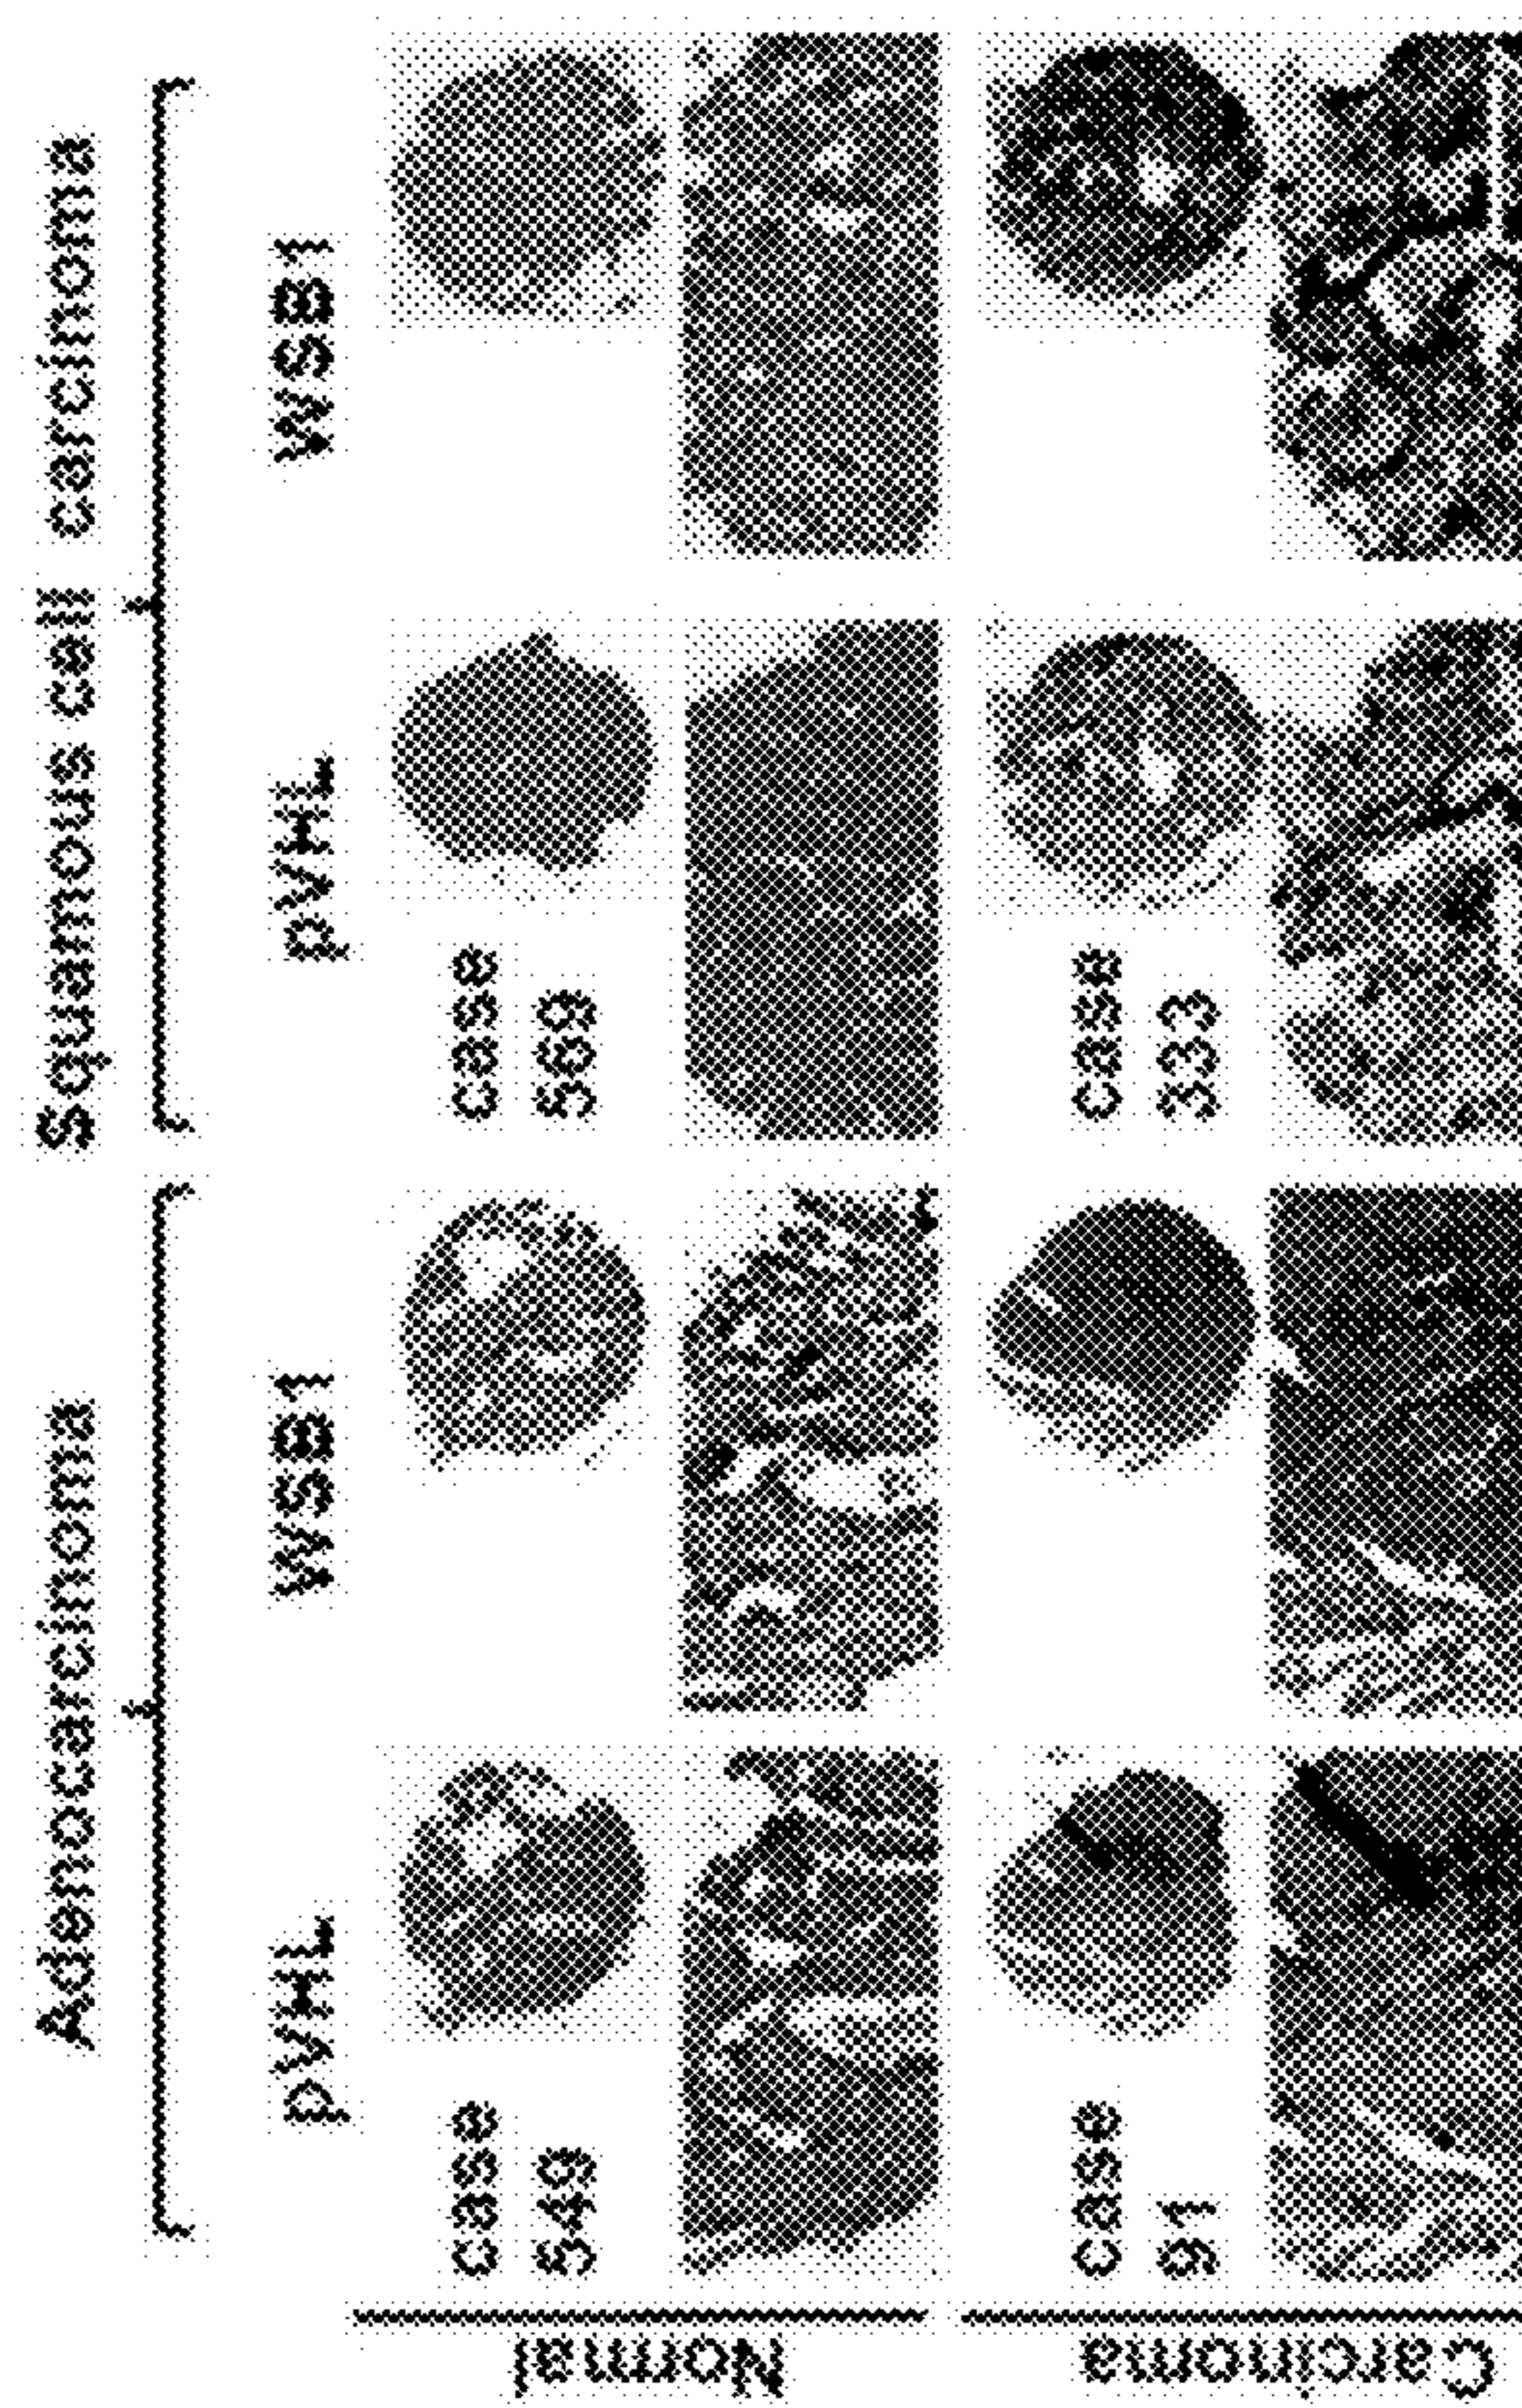 Adenocarcinoma
Squamous cell carcinoma
pVHL
WSB1
pVHL
WSB1
Normal
case
549
case
569
Carcinoma
case
91
case
333